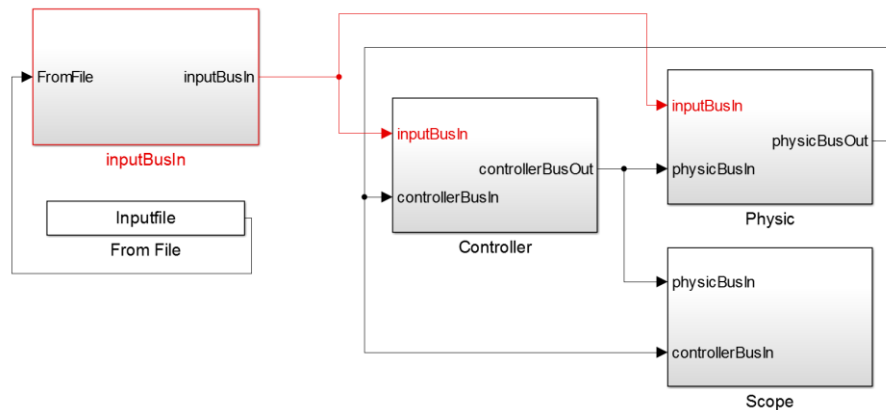 FromFile
inputBusIn
inputBusIn
Inputfile
From File
inputBusIn
controllerBusOut
controllerBusIn
Controller
inputBusIn
physicBusOut
physicBusIn
Physic
physicBusIn
controllerBusIn
Scope